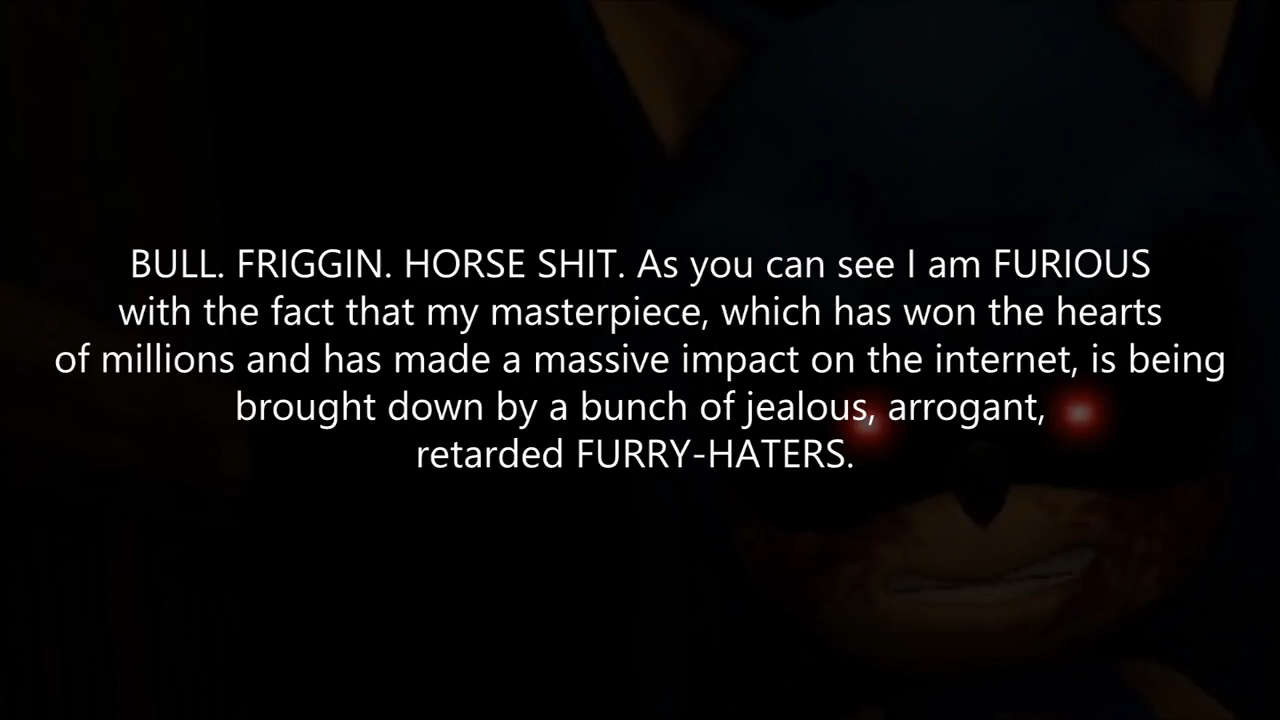 BULL. FRIGGIN. HORSE SHIT. As you can see I am FURIOUS
with the fact that my masterpiece, which has won the hearts
of millions and has made a massive impact on the internet, is being
brought down by a bunch of jealous, arrogant,
retarded FURRY-HATERS.